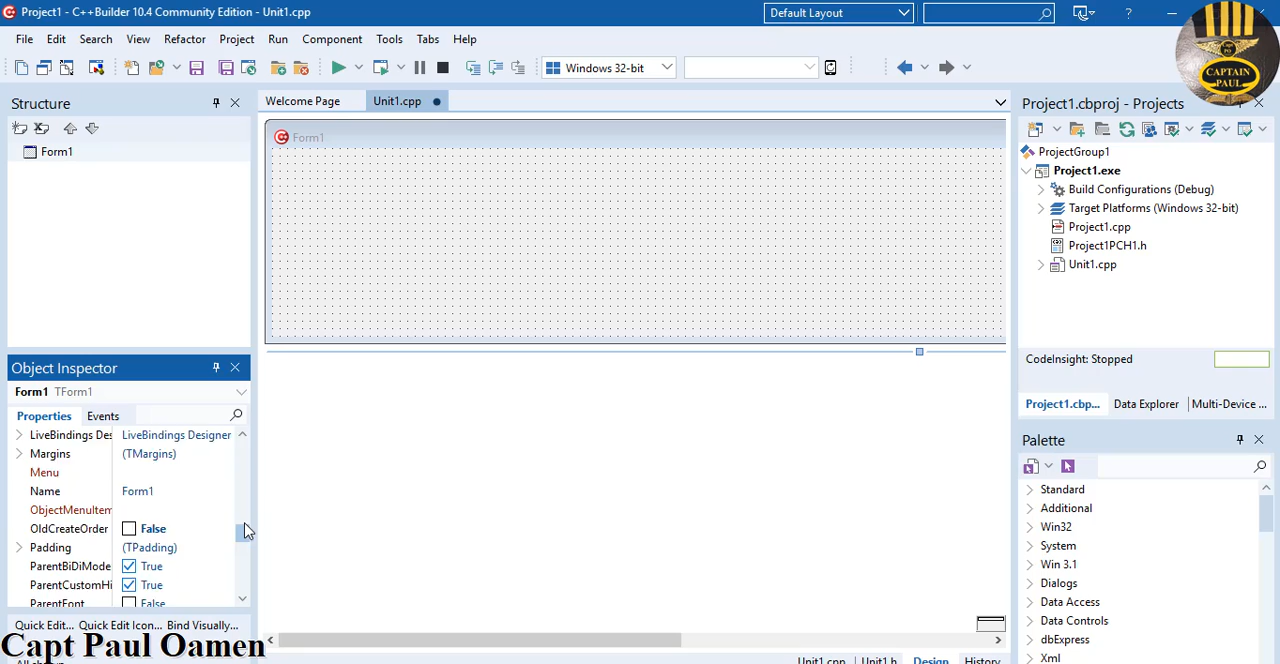 Project1 - C++Builder 10.4 Community Edition - Unit1.cpp
Default Layout
?
File Edit Search View Refactor Project Run Component Tools Tabs Help
CAPTAIN
PAUL
Windows 32-bit
Structure
Form1
Welcome Page
Unit1.cpp
Form1
Object Inspector
Form1 TForm1
Properties Events
LiveBindings Des LiveBindings Designer
Margins (TMargins)
Menu
Name Form1
ObjectMenuItem
OldCreateOrder False
Padding (TPadding)
ParentBiDiMode True
ParentCustomHi True
ParentFont False
Quick Edit... Quick Edit Icon... Bind Visually...
Capt Paul Oamen
Unit1.cpp Unit1.h Design History
Project1.cbproj - Projects
ProjectGroup1
Project1.exe
Build Configurations (Debug)
Target Platforms (Windows 32-bit)
Project1.cpp
Project1PCH1.h
Unit1.cpp
CodeInsight: Stopped
Project1.cbp... Data Explorer Multi-Device ...
Palette
Standard
Additional
Win32
System
Win 3.1
Dialogs
Data Access
Data Controls
dbExpress
Xml